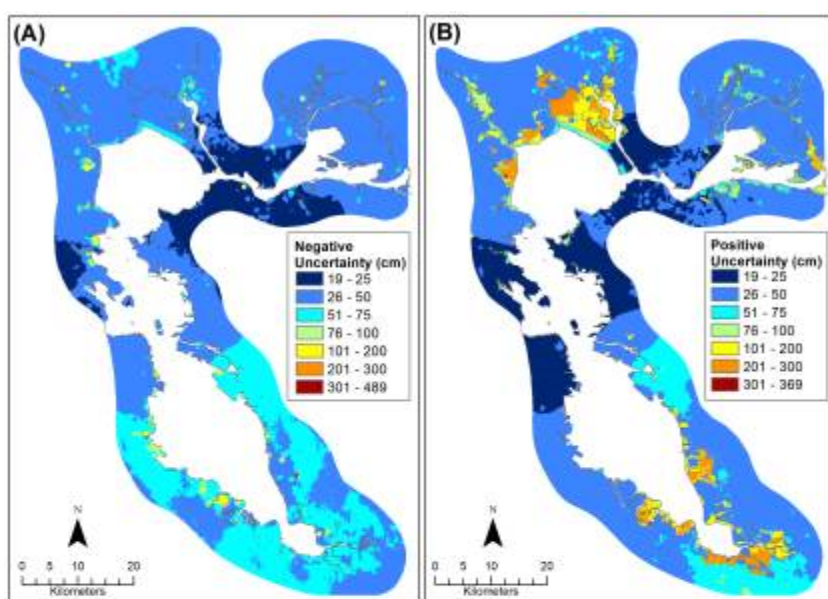 (A)
Negative
Uncertainty (cm)
19 - 25
26 - 50
51 - 75
76 - 100
101 - 200
201 - 300
301 - 489
N
0 5 10 20
Kilometers
(B)
Positive
Uncertainty (cm)
19 - 25
26 - 50
51 - 75
76 - 100
101 - 200
201 - 300
301 - 369
N
0 5 10 20
Kilometers